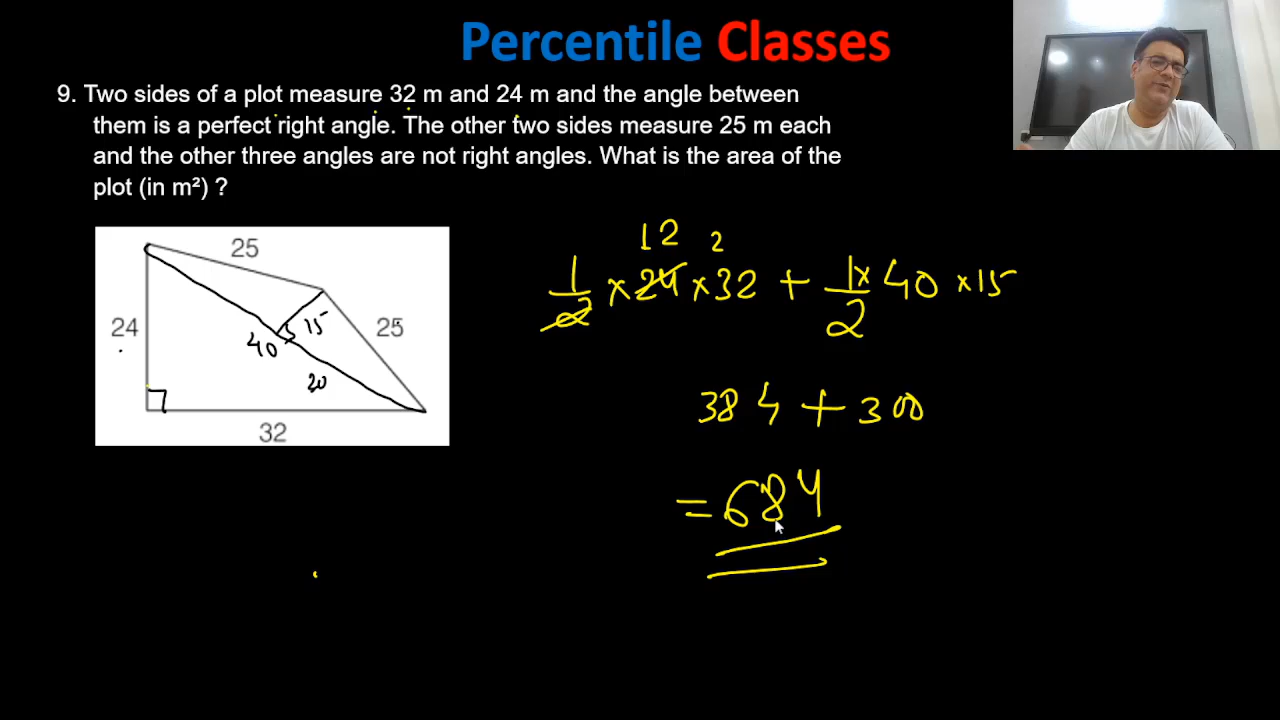 Percentile Classes
9. Two sides of a plot measure 32 m and 24 m and the angle between
them is a perfect right angle. The other two sides measure 25 m each
and the other three angles are not right angles. What is the area of the
plot (in m²) ?
25
24
40
15
25
20
32
12 2
1/2 × 24 × 32 + 1/2 × 40 × 15
384 + 300
= 684